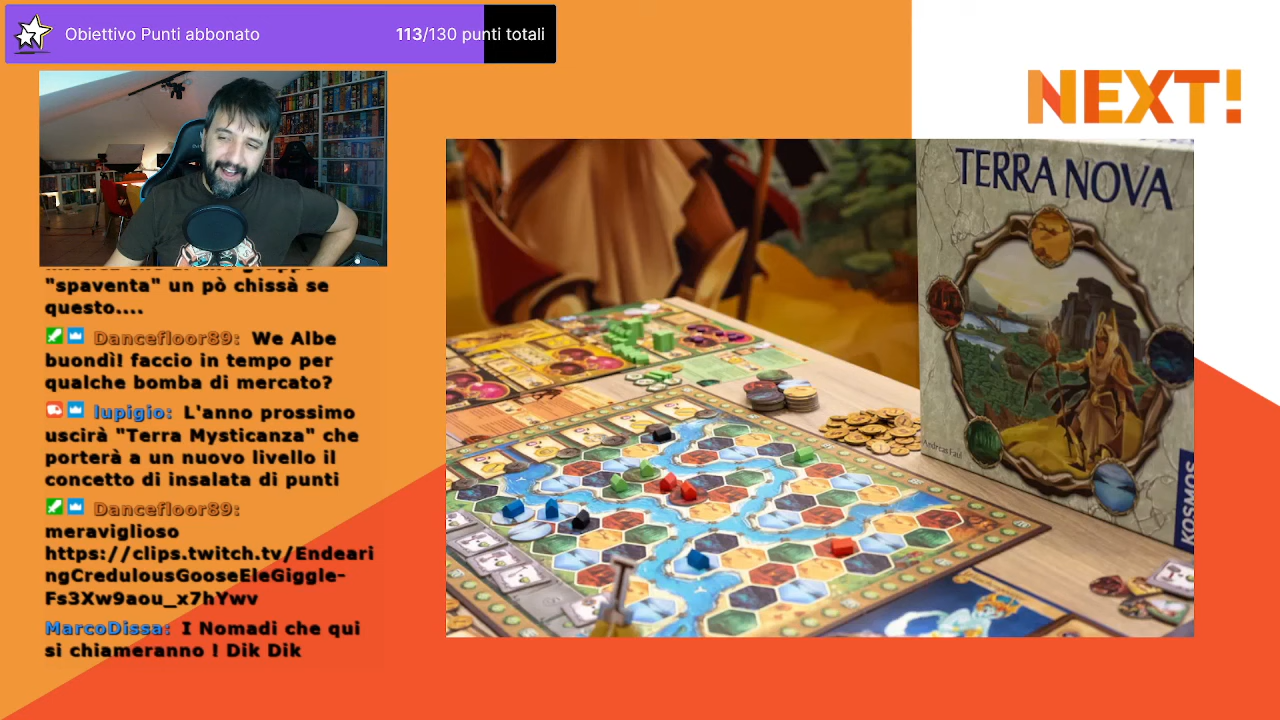 Obiettivo Punti abbonato
113/130 punti totali
NEXT!
"spaventa" un pò chissà se
questo....
Dancefloor89: We Albe
buondì! faccio in tempo per
qualche bomba di mercato?
lupigio: L'anno prossimo
uscirà "Terra Mysticanza" che
porterà a un nuovo livello il
concetto di insalata di punti
Dancefloor89:
meraviglioso
https://clips.twitch.tv/Endeari
ngCredulousGooseEleGiggle-
Fs3Xw9aou_x7hYwv
MarcoDissa: I Nomadi che qui
si chiameranno ! Dik Dik
TERRA NOVA
Andreas Faul
KOSMOS